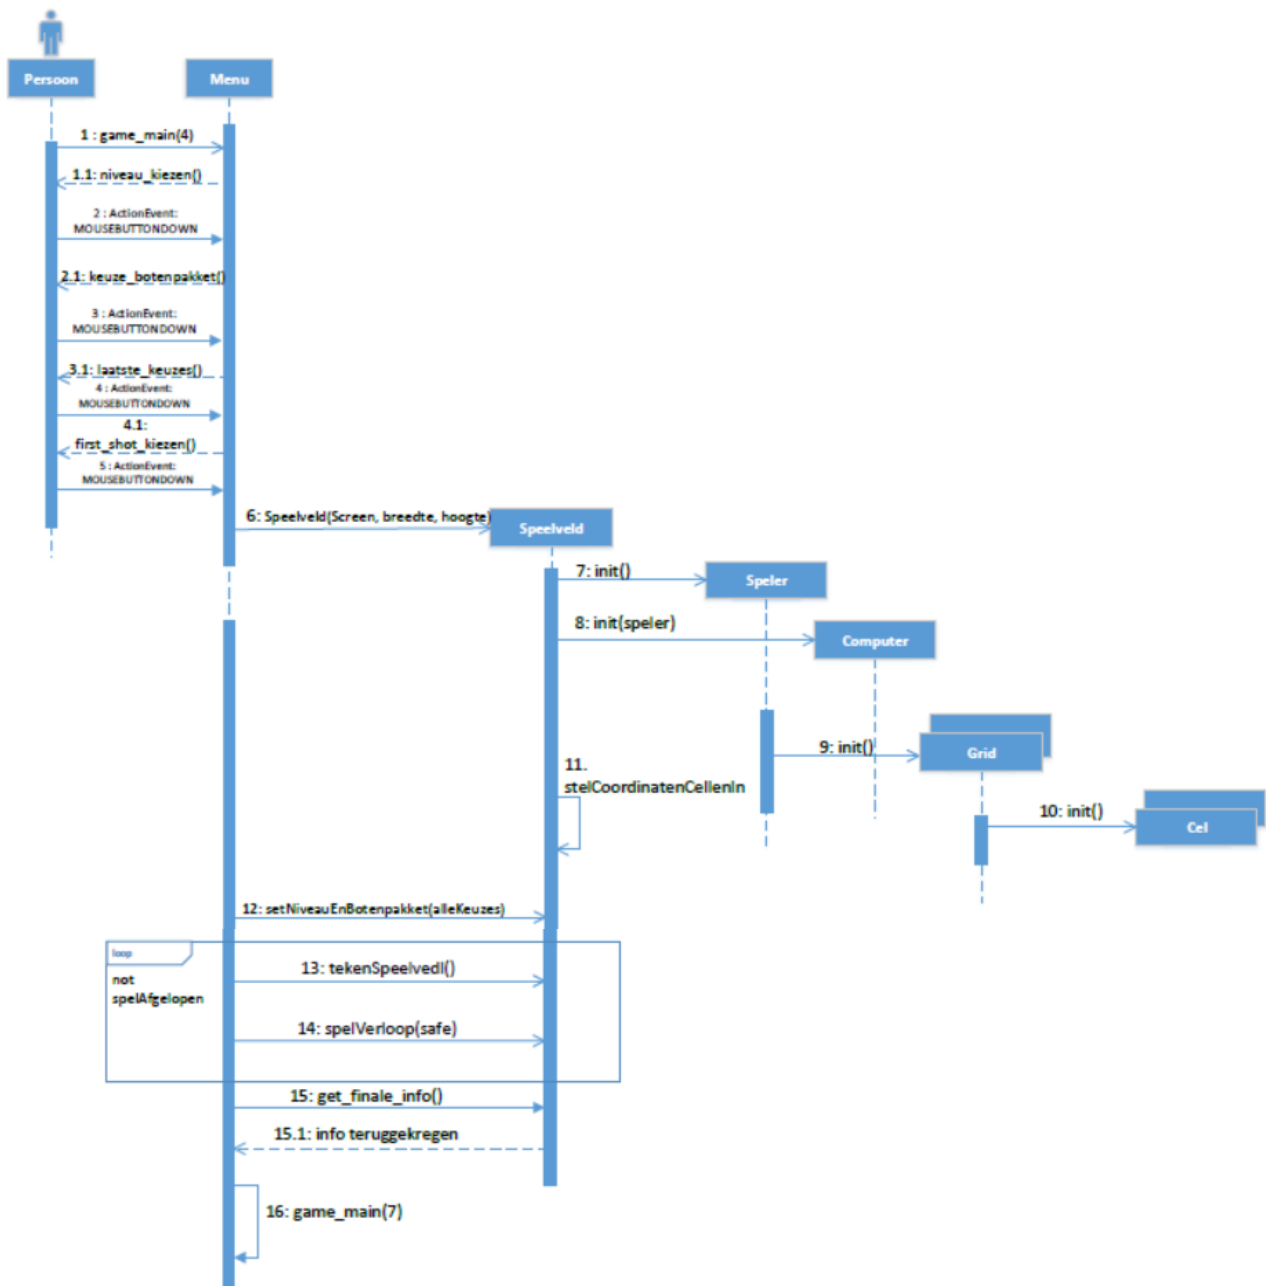 Persoon
Menu
1 : game_main(4)
1.1: niveau_kiezen()
2 : ActionEvent:
MOUSEBUTTONDOWN
2.1: keuze_botenpakket()
3 : ActionEvent:
MOUSEBUTTONDOWN
3.1: laatste_keuzes()
4 : ActionEvent:
MOUSEBUTTONDOWN
4.1:
first_shot_kiezen()
5 : ActionEvent:
MOUSEBUTTONDOWN
6: Speelveld(Screen, breedte, hoogte)
Speelveld
7: init()
Speler
8: init(speler)
Computer
9: init()
Grid
11.
stelCoordinatenCellenIn
10: init()
Cel
12: setNiveauEnBotenpakket(alleKeuzes)
loop
not
spelAfgelopen
13: tekenSpeelvedl()
14: spelVerloop(safe)
15: get_finale_info()
15.1: info teruggekregen
16: game_main(7)